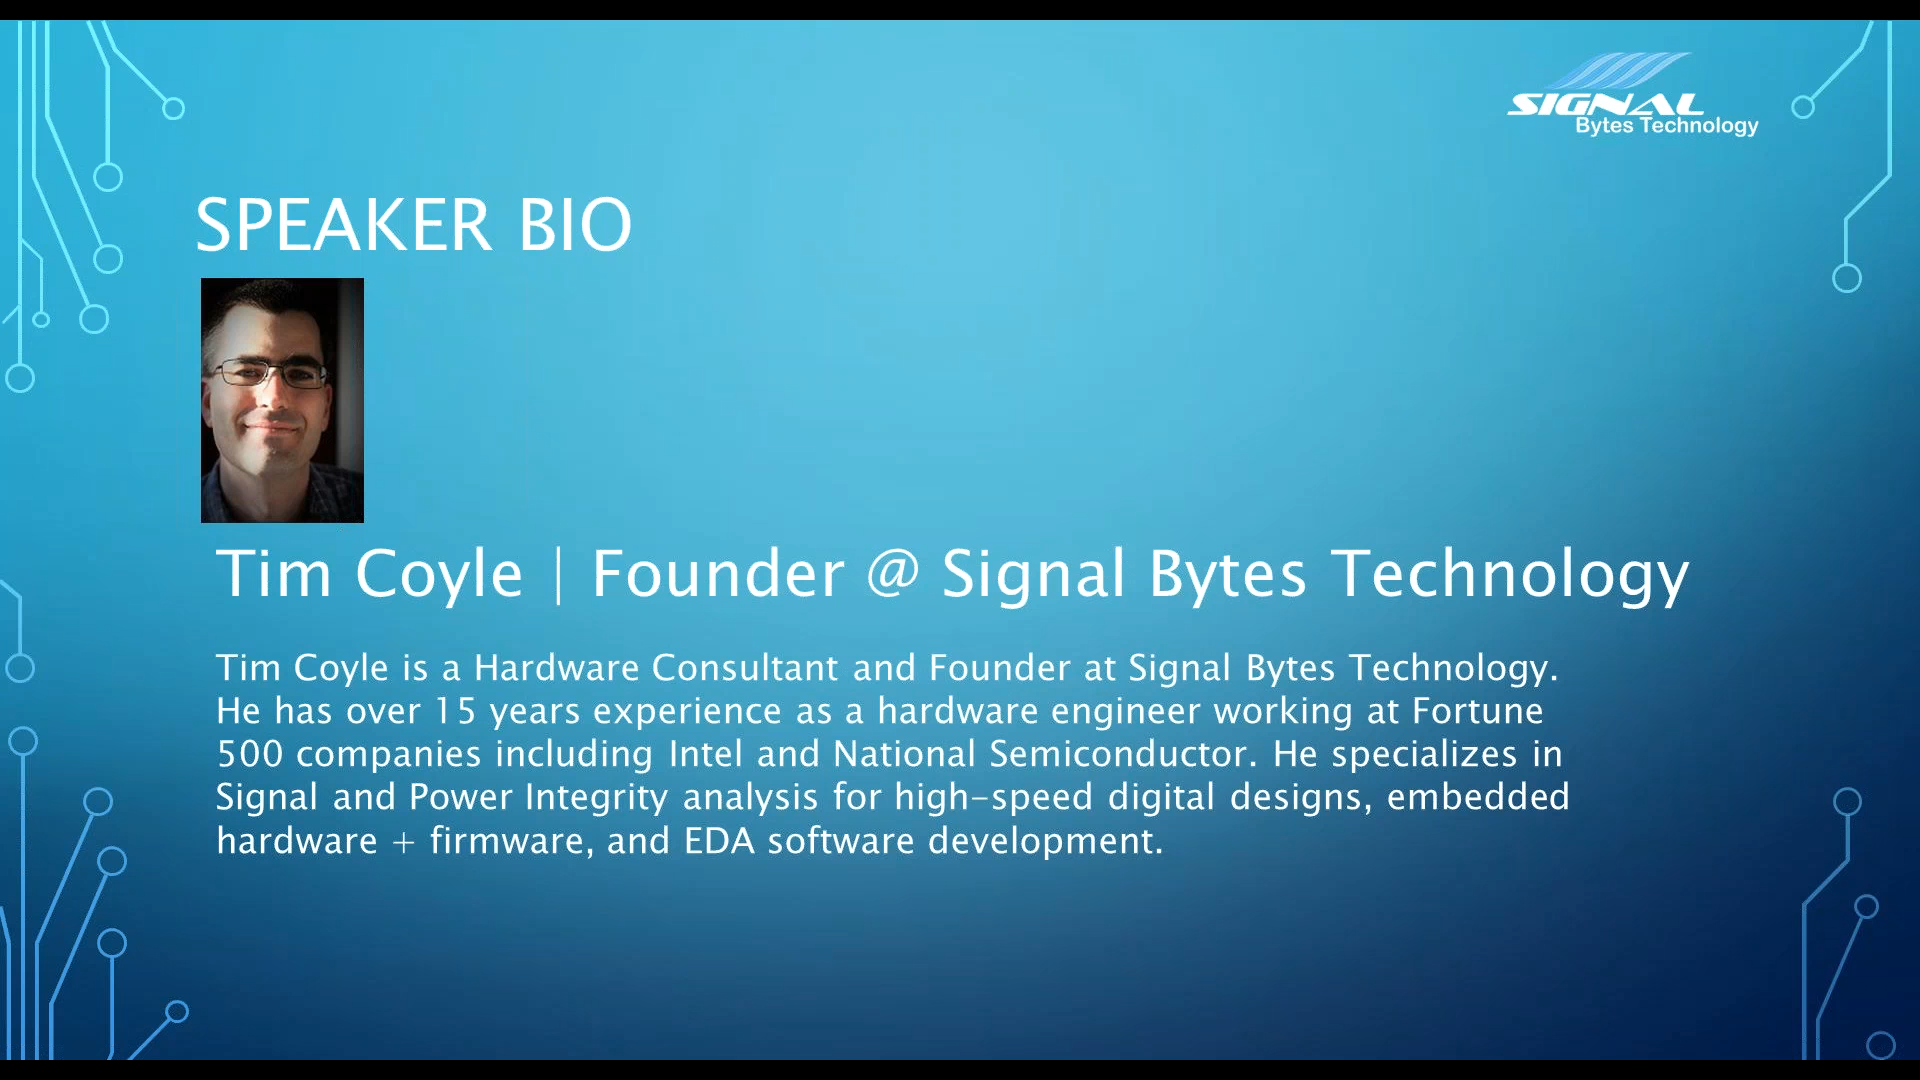 SIGNAL
Bytes Technology
SPEAKER BIO
Tim Coyle | Founder @ Signal Bytes Technology
Tim Coyle is a Hardware Consultant and Founder at Signal Bytes Technology.
He has over 15 years experience as a hardware engineer working at Fortune
500 companies including Intel and National Semiconductor. He specializes in
Signal and Power Integrity analysis for high-speed digital designs, embedded
hardware + firmware, and EDA software development.